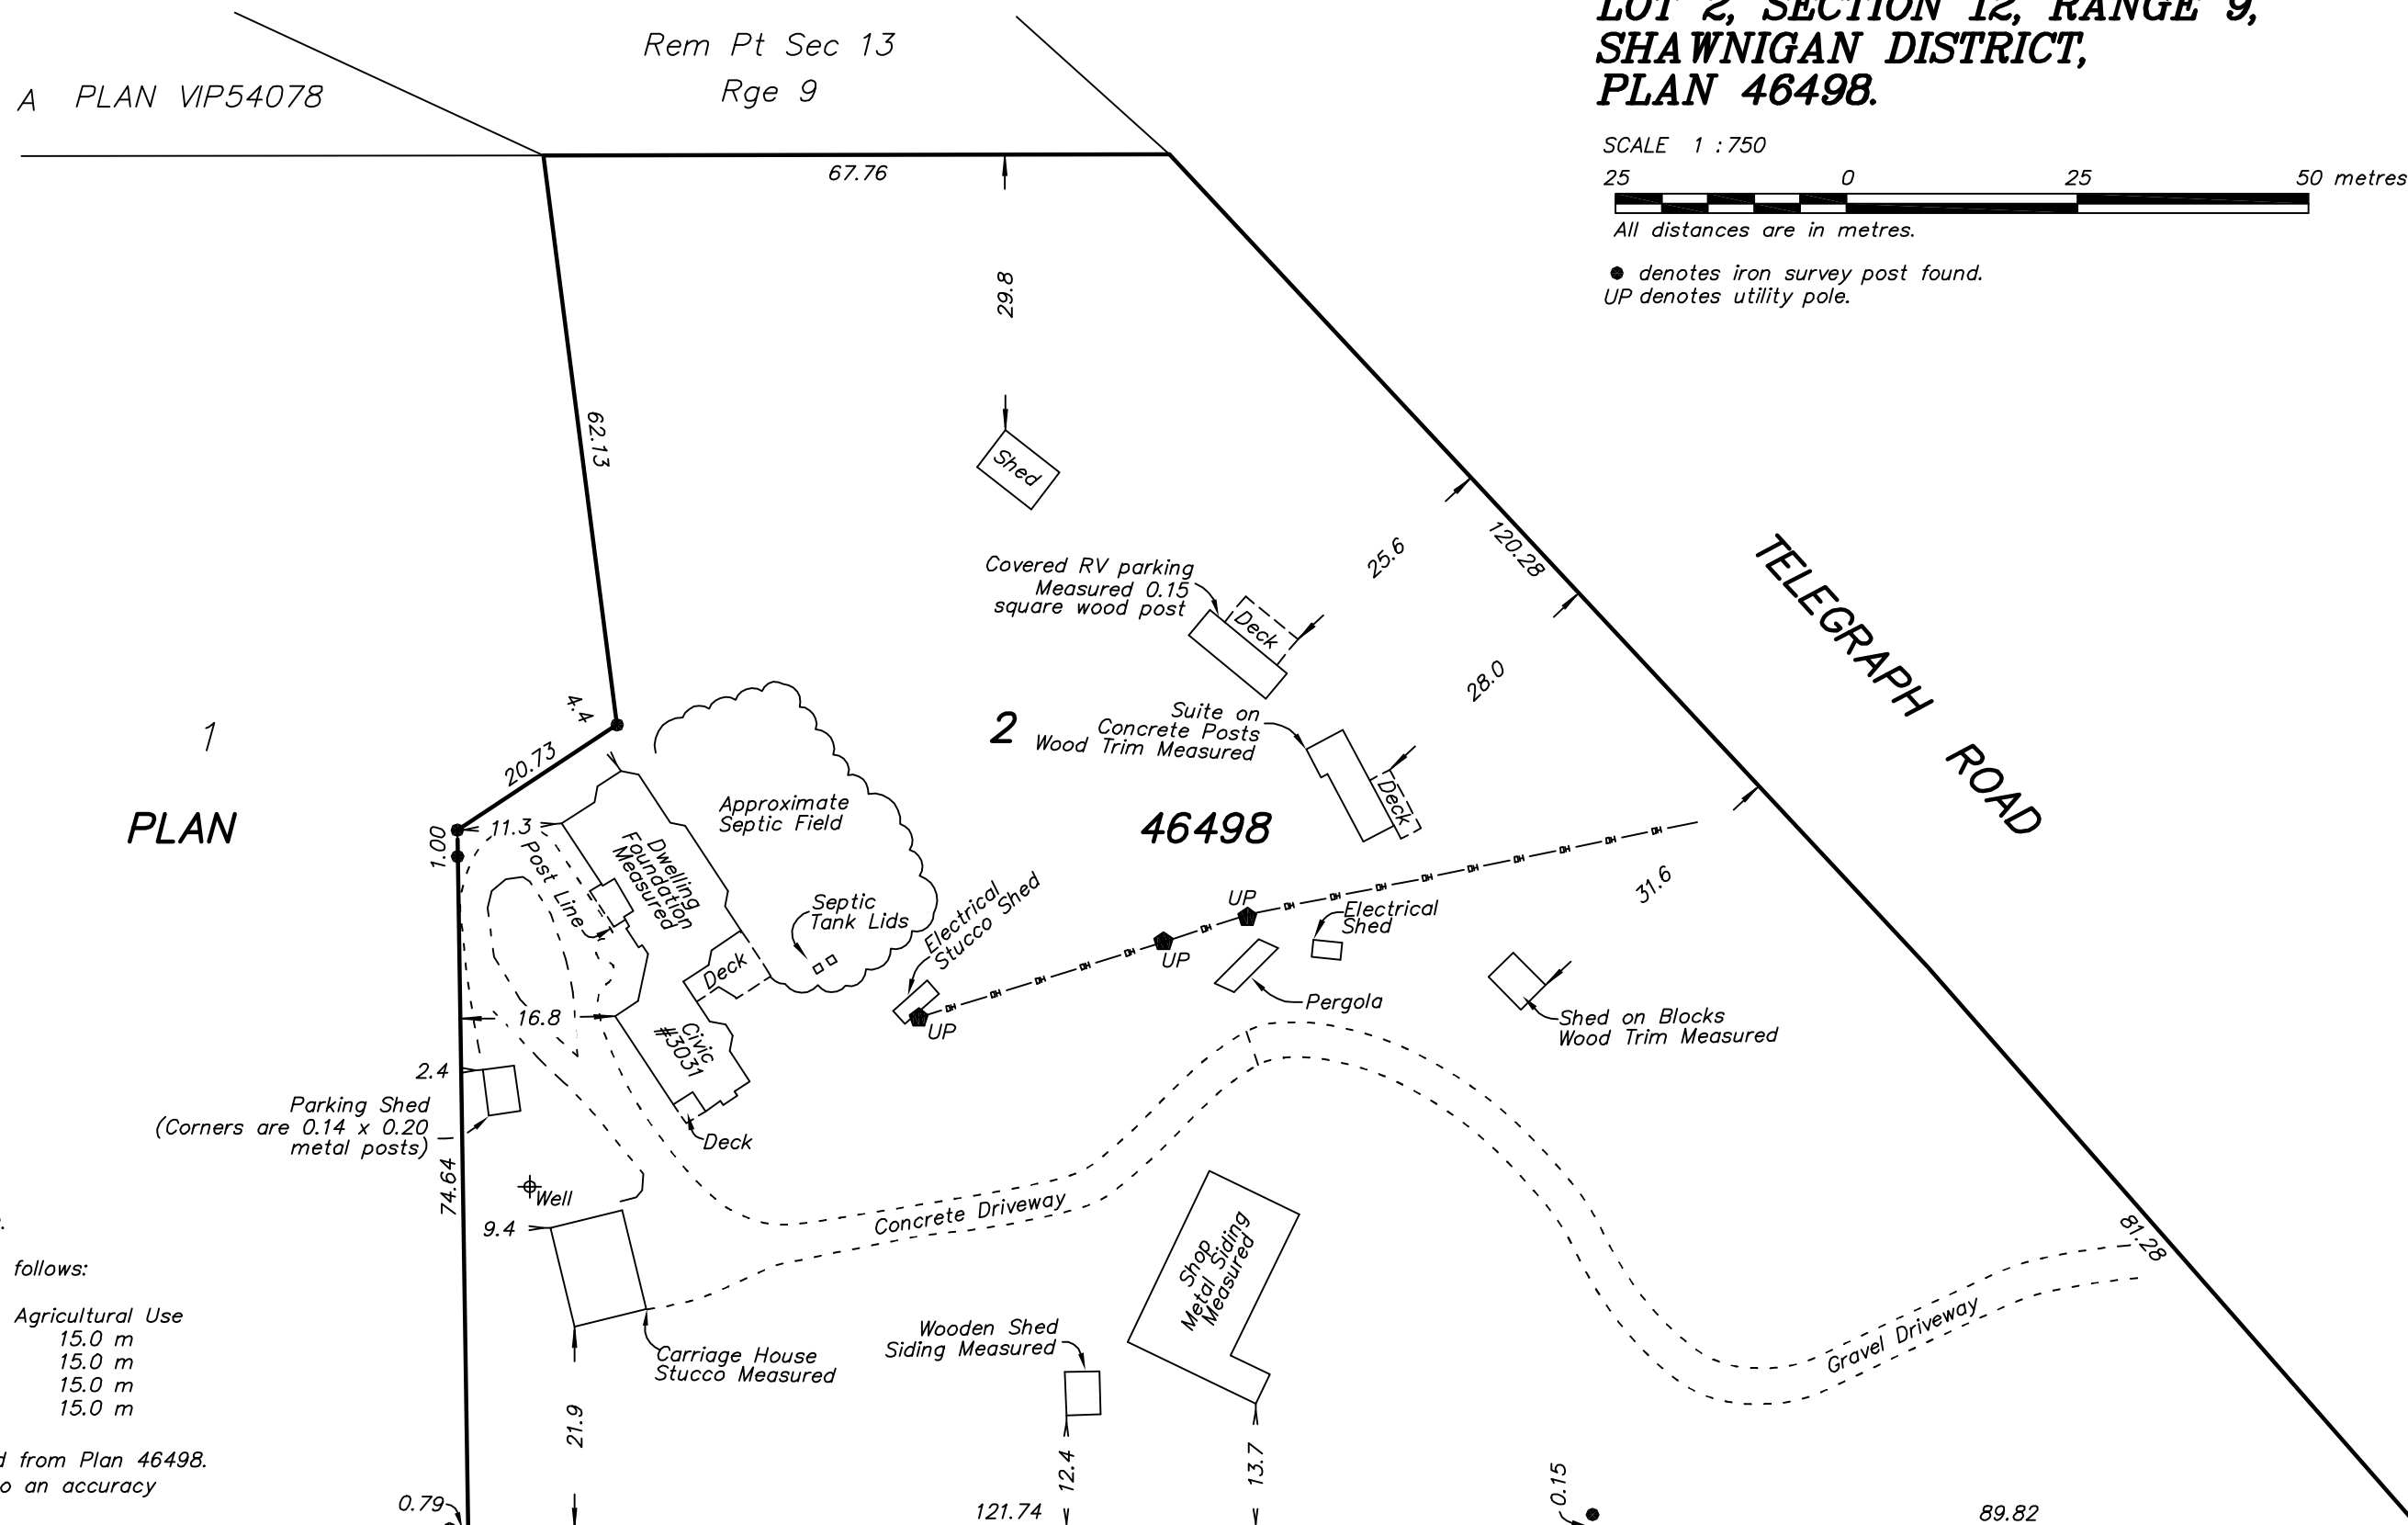 LOT 2, SECTION 12, RANGE 9,
SHAWNIGAN DISTRICT,
PLAN 46498.
SCALE 1 : 750
25 0 25 50 metres
All distances are in metres.
denotes iron survey post found.
UP denotes utility pole.
Rem Pt Sec 13
Rge 9
A PLAN VIP54078
67.76
29.8
62.13
Shed
120.28
25.6
28.0
31.6
TELEGRAPH ROAD
Covered RV parking
Measured 0.15
square wood post
Deck
Suite on
Concrete Posts
Wood Trim Measured
Deck
2
46498
1
PLAN
4.4
20.73
1.00
11.3
Post Line
Dwelling
Foundation
Measured
Approximate
Septic Field
Septic
Tank Lids
Electrical
Stucco Shed
UP
UP
UP
Electrical
Shed
Pergola
Shed on Blocks
Wood Trim Measured
Deck
16.8
Civic
#3031
Deck
2.4
Parking Shed
(Corners are 0.14 x 0.20
metal posts)
74.64
Well
9.4
Concrete Driveway
Carriage House
Stucco Measured
21.9
Shop
Metal Siding
Measured
Wooden Shed
Siding Measured
12.4
13.7
Gravel Driveway
81.28
follows:
Agricultural Use
15.0 m
15.0 m
15.0 m
15.0 m
from Plan 46498.
an accuracy
0.79
121.74
0.15
89.82